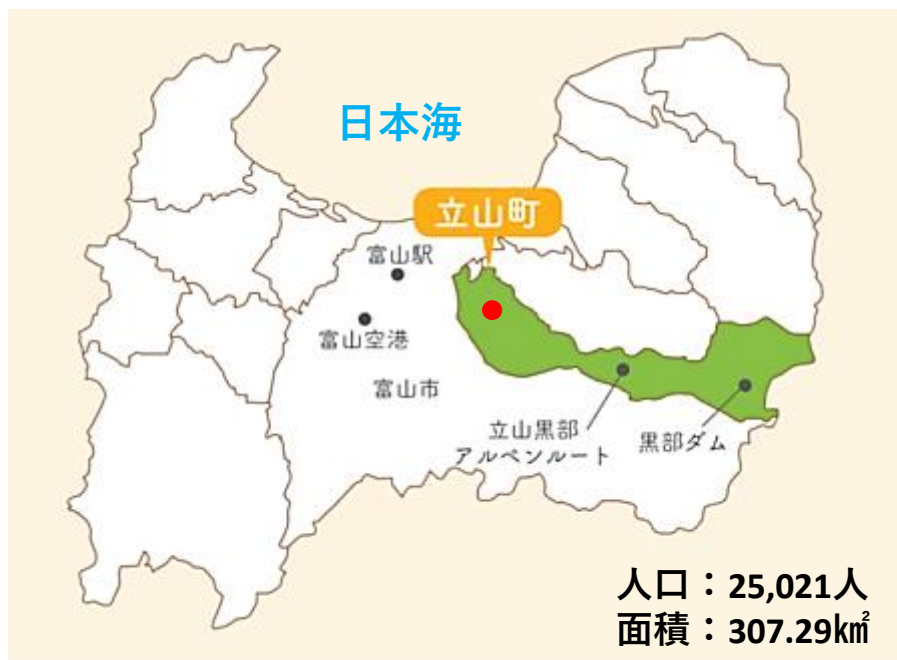 日本海
立山町
富山駅
富山空港
富山市
立山黒部
アルペンルート
黒部ダム
人口：25,021人
面積：307.29㎢